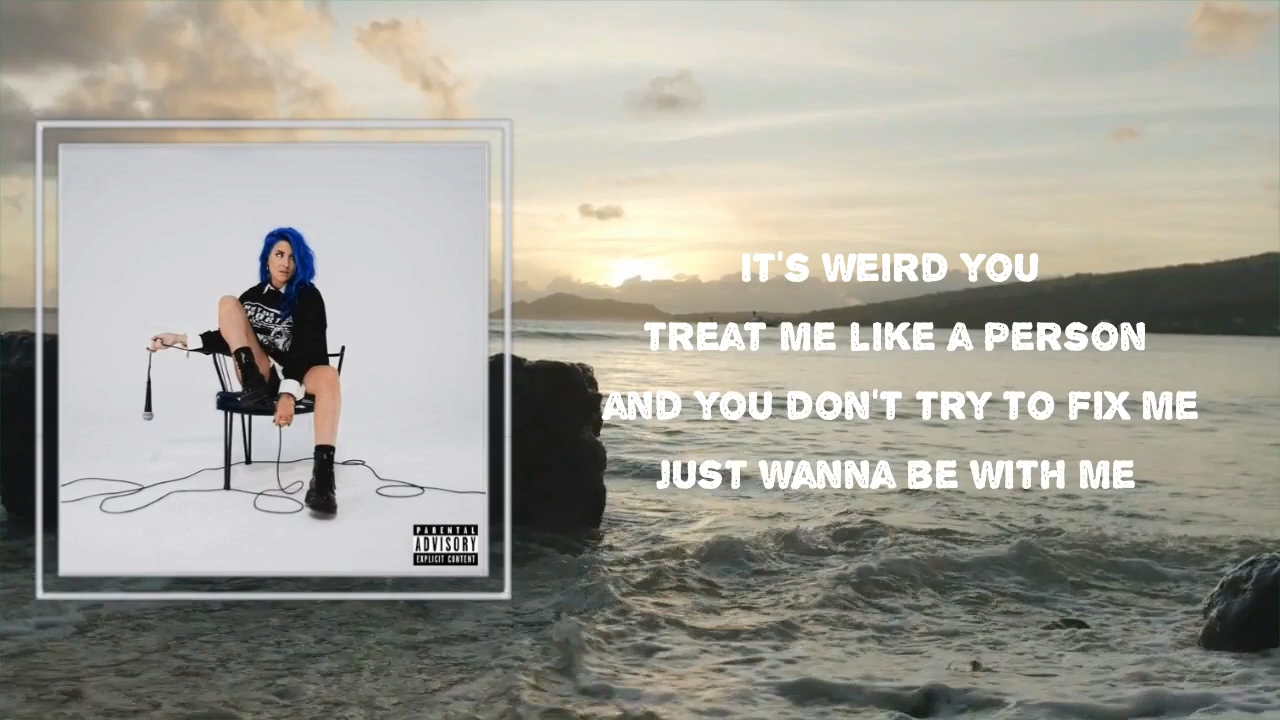 IT'S WEIRD YOU
TREAT ME LIKE A PERSON
AND YOU DON'T TRY TO FIX ME
JUST WANNA BE WITH ME
PARENTAL
ADVISORY
EXPLICIT CONTENT